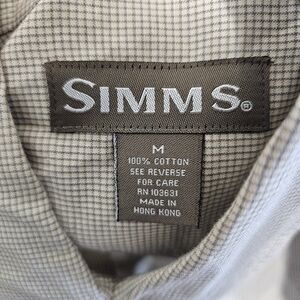 SIMMS®
M
100% COTTON
SEE REVERSE
FOR CARE
RN 103631
MADE IN
HONG KONG